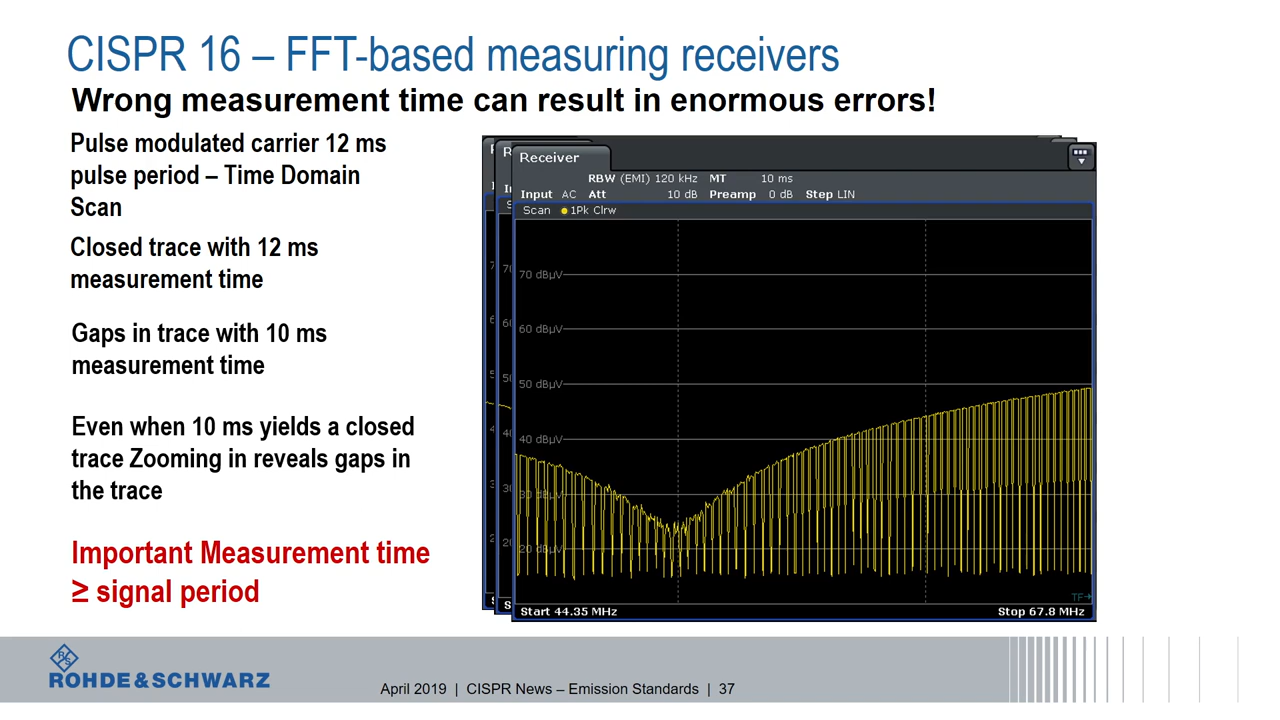 CISPR 16 – FFT-based measuring receivers
Wrong measurement time can result in enormous errors!
Pulse modulated carrier 12 ms
pulse period – Time Domain
Scan
Closed trace with 12 ms
measurement time
Gaps in trace with 10 ms
measurement time
Even when 10 ms yields a closed
trace Zooming in reveals gaps in
the trace
Important Measurement time
≥ signal period
Receiver
RBW (EMI) 120 kHz MT 10 ms
Input AC Att 10 dB Preamp 0 dB Step LIN
Scan 1Pk Clrw
70 dBµV
60 dBµV
50 dBµV
40 dBµV
30 dBµV
20 dBµV
TF
Start 44.35 MHz Stop 67.8 MHz
ROHDE & SCHWARZ
April 2019 | CISPR News – Emission Standards | 37